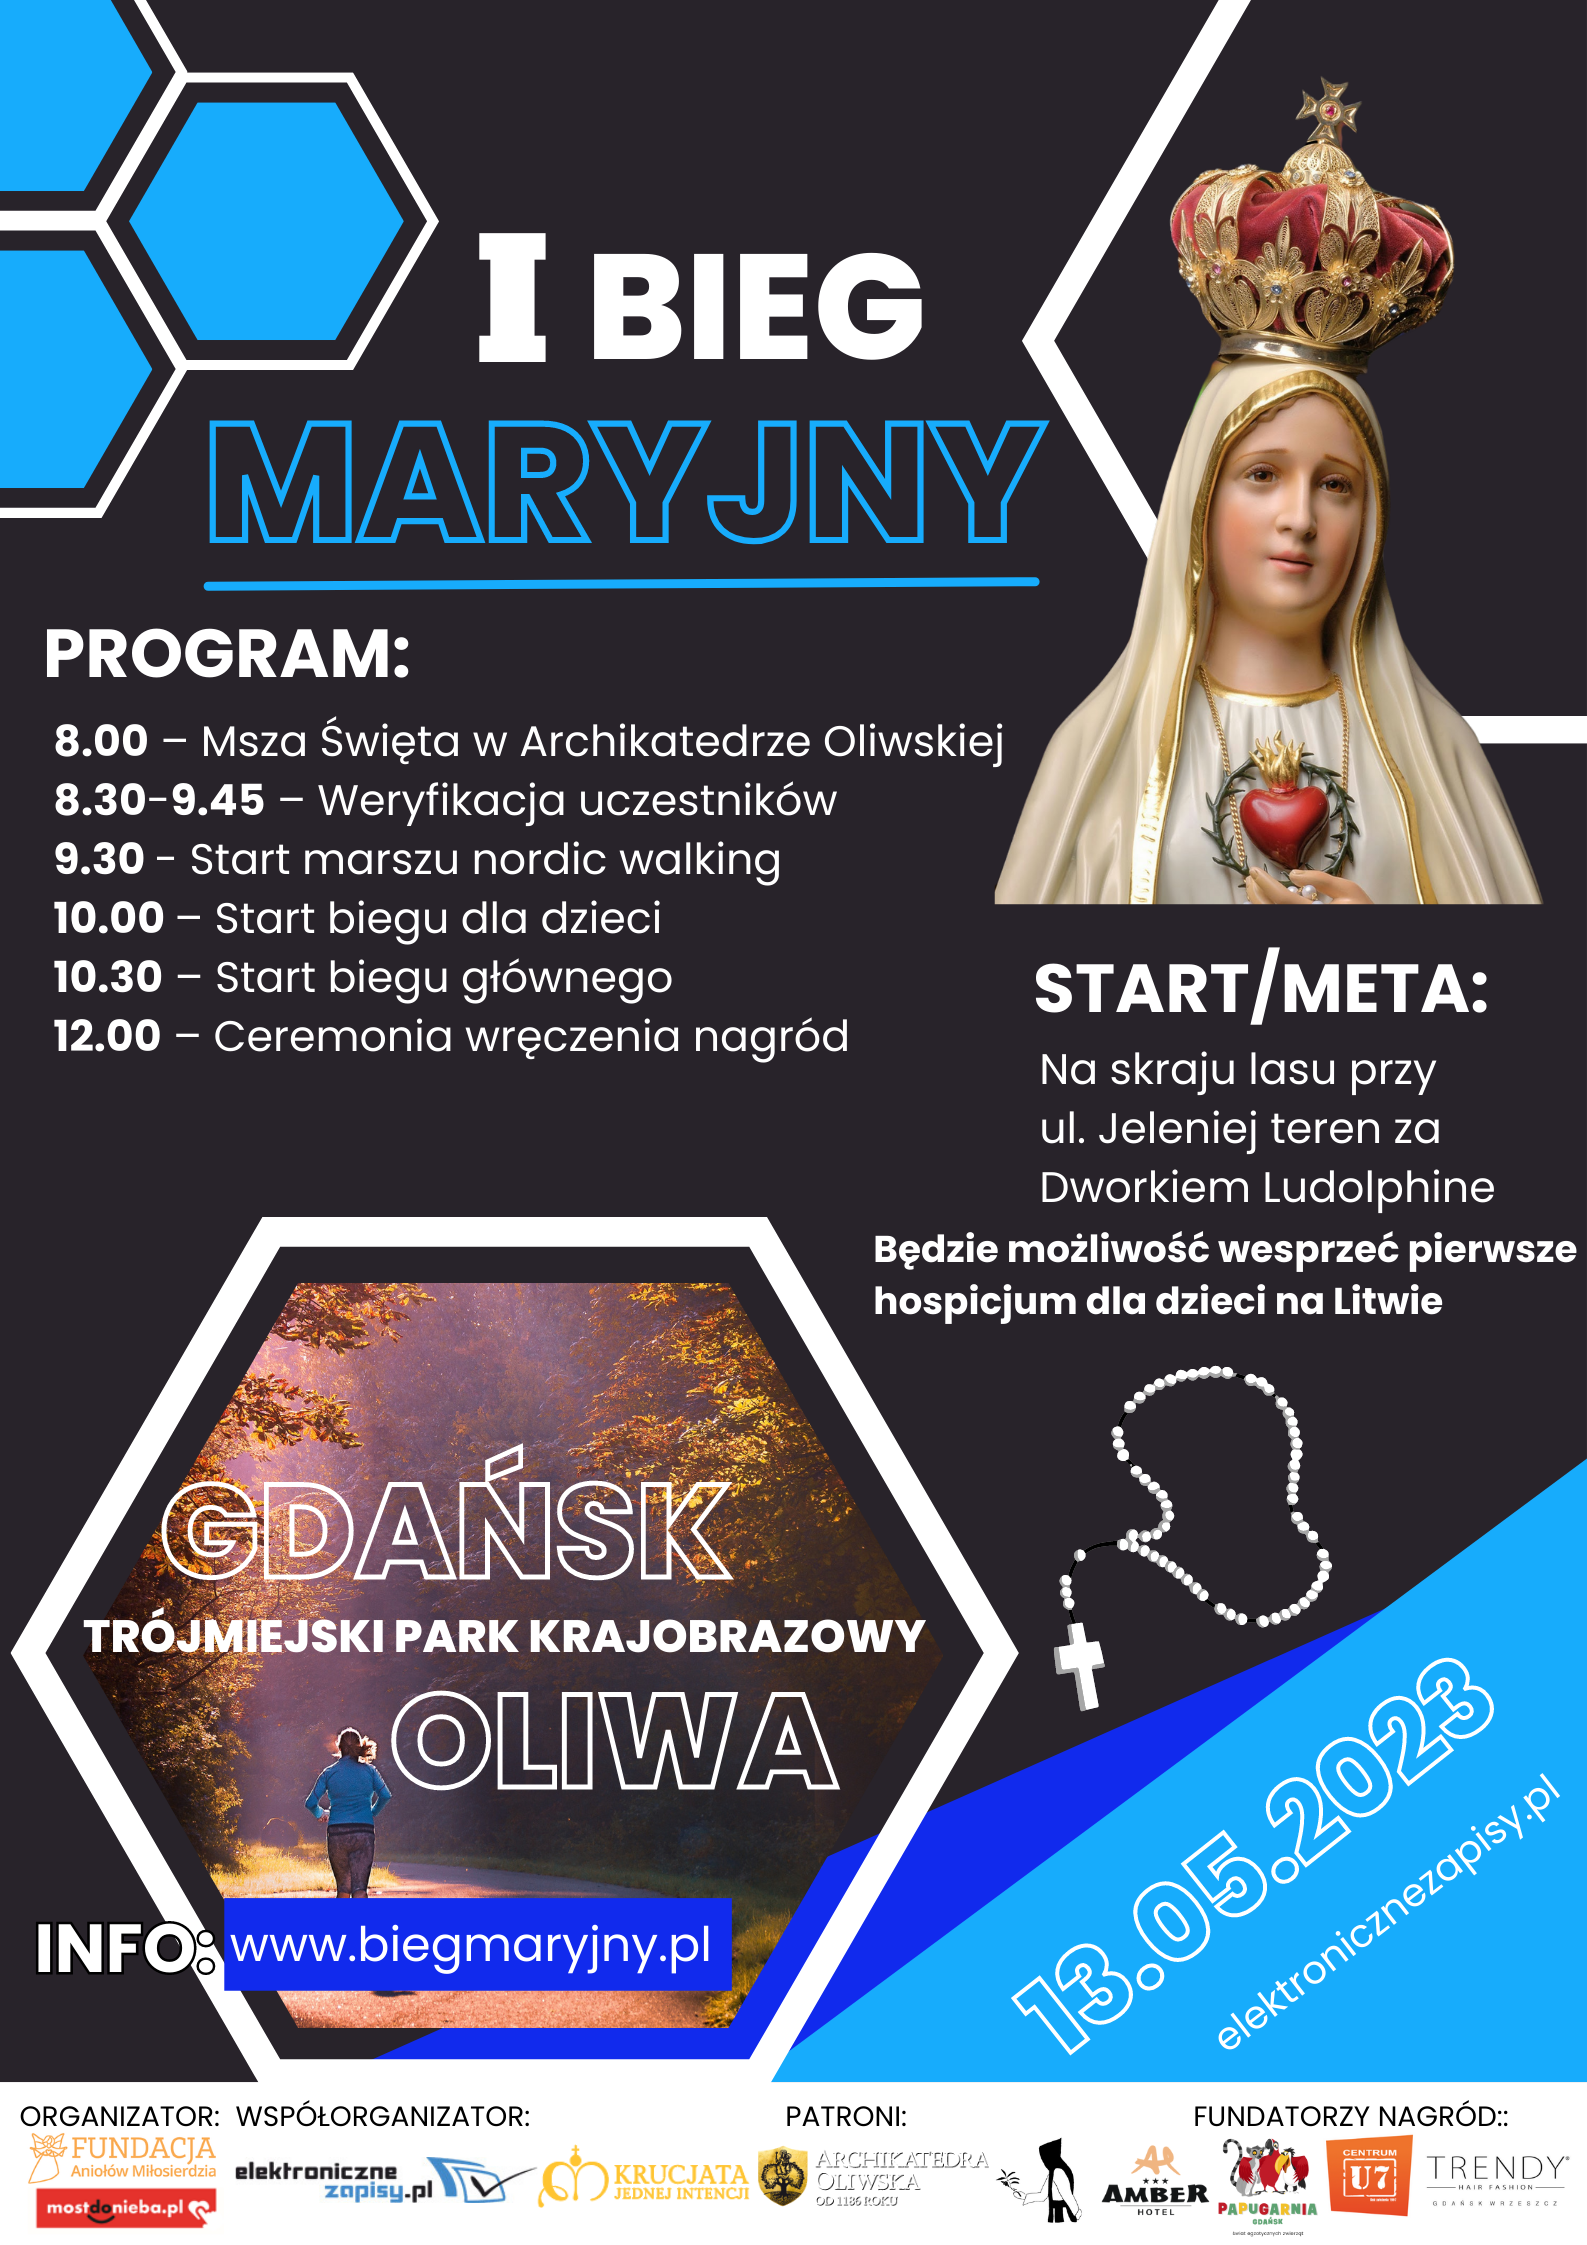 I BIEG
MARYJNY
PROGRAM:
8.00 – Msza Święta w Archikatedrze Oliwskiej
8.30-9.45 – Weryfikacja uczestników
9.30 - Start marszu nordic walking
10.00 – Start biegu dla dzieci
10.30 – Start biegu głównego
12.00 – Ceremonia wręczenia nagród
START/META:
Na skraju lasu przy
ul. Jeleniej teren za
Dworkiem Ludolphine
Będzie możliwość wesprzeć pierwsze
hospicjum dla dzieci na Litwie
GDAŃSK
TRÓJMIEJSKI PARK KRAJOBRAZOWY
OLIWA
13.05.2023
elektronicznezapisy.pl
INFO: www.biegmaryjny.pl
ORGANIZATOR:
FUNDACJA
Aniołów Miłosierdzia
mostdonieba.pl
WSPÓŁORGANIZATOR:
elektroniczne
zapisy.pl
KRUCJATA
JEDNEJ INTENCJI
PATRONI:
ARCHIKATEDRA
OLIWSKA
OD 1186 ROKU
FUNDATORZY NAGRÓD::
AMBER
HOTEL
PAPUGARNIA
GDAŃSK
świat egzotycznych zwierząt
CENTRUM
U7
TRENDY
HAIR FASHION
GDAŃSK WRZESZCZ